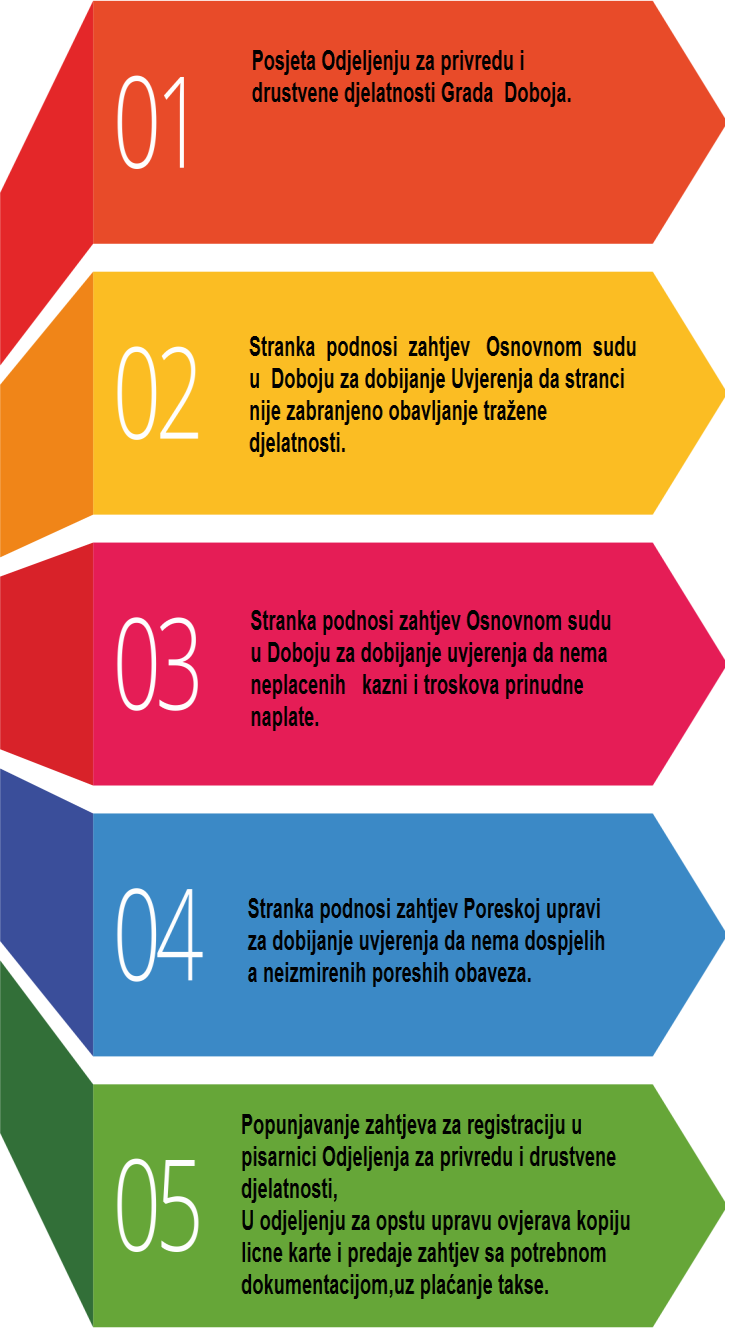 01
Posjeta Odjeljenju za privredu i
drustvene djelatnosti Grada  Doboja.
02
Stranka  podnosi  zahtjev   Osnovnom  sudu
u  Doboju za dobijanje Uvjerenja da stranci
nije zabranjeno obavljanje tražene
djelatnosti.
03
Stranka podnosi zahtjev Osnovnom sudu
u Doboju za dobijanje uvjerenja da nema
neplacenih   kazni i troskova prinudne
naplate.
04
Stranka podnosi zahtjev Poreskoj upravi
za dobijanje uvjerenja da nema dospjelih
a neizmirenih poreshih obaveza.
05
Popunjavanje zahtjeva za registraciju u
pisarnici Odjeljenja za privredu i drustvene
djelatnosti,
U odjeljenju za opstu upravu ovjerava kopiju
licne karte i predaje zahtjev sa potrebnom
dokumentacijom,uz plaćanje takse.